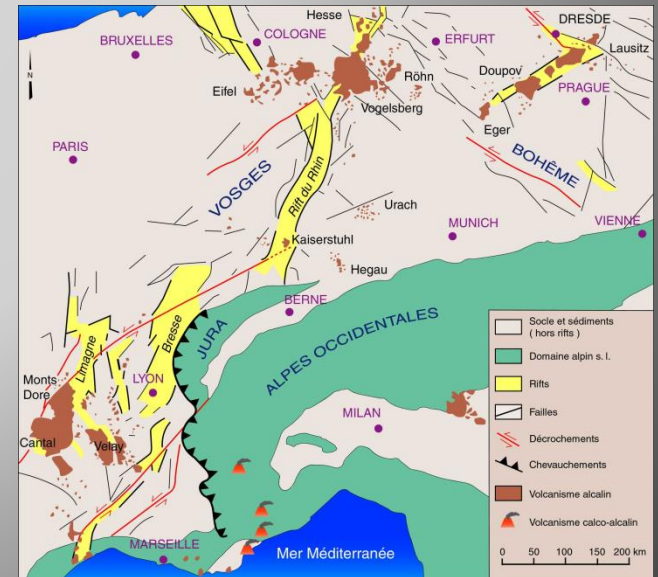 Hesse
DRESDE
BRUXELLES
COLOGNE
ERFURT
Lausitz
N
Doupov
Eifel
Röhn
PRAGUE
Vogelsberg
Eger
PARIS
VOSGES
Rift du Rhin
BOHÊME
Urach
MUNICH
VIENNE
Kaiserstuhl
Hegau
BERNE
Limagne
Bresse
JURA
ALPES OCCIDENTALES
LYON
Monts
Dore
MILAN
Cantal
Velay
MARSEILLE
Mer Méditerranée
Socle et sédiments
( hors rifts )
Domaine alpin s. l.
Rifts
Failles
Décrochements
Chevauchements
Volcanisme alcalin
Volcanisme calco-alcalin
0 50 100 150 200 km